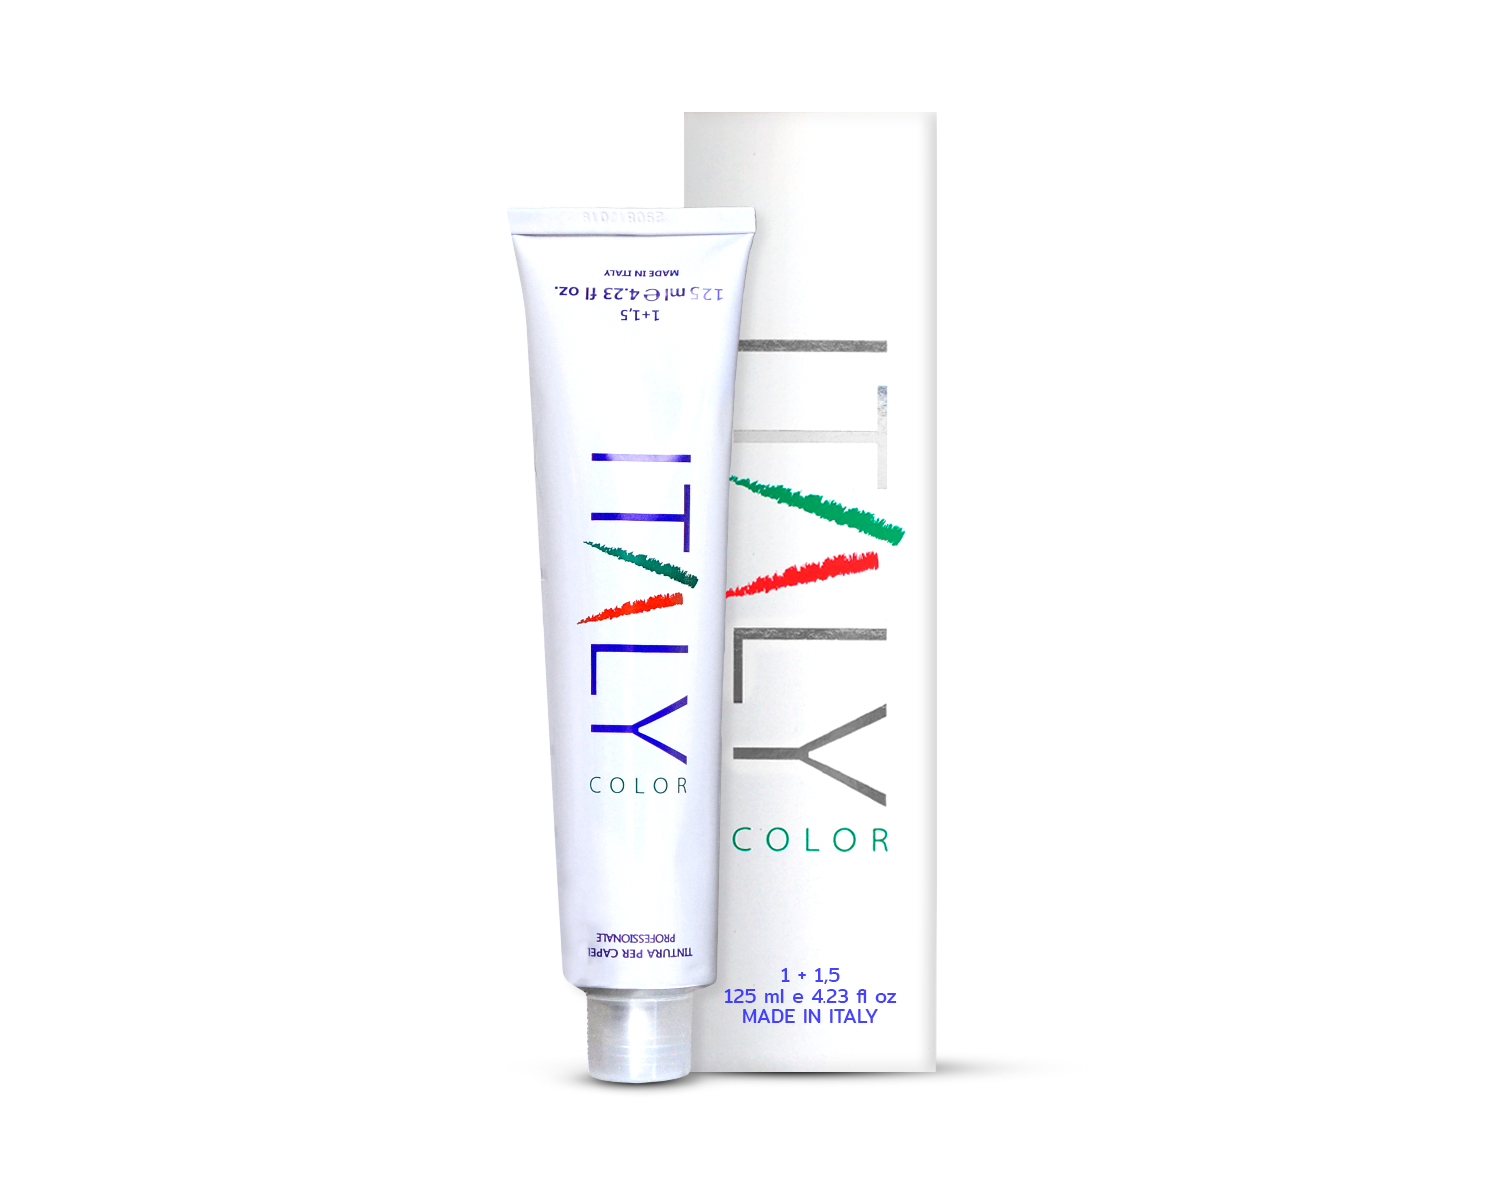 MADE IN ITALY
125 ml e 4.23 fl oz.
1+1,5
ITALY
COLOR
PROFESSIONALE
TINTURA PER CAPEL
ITALY
COLOR
1 + 1,5
125 ml e 4.23 fl oz
MADE IN ITALY